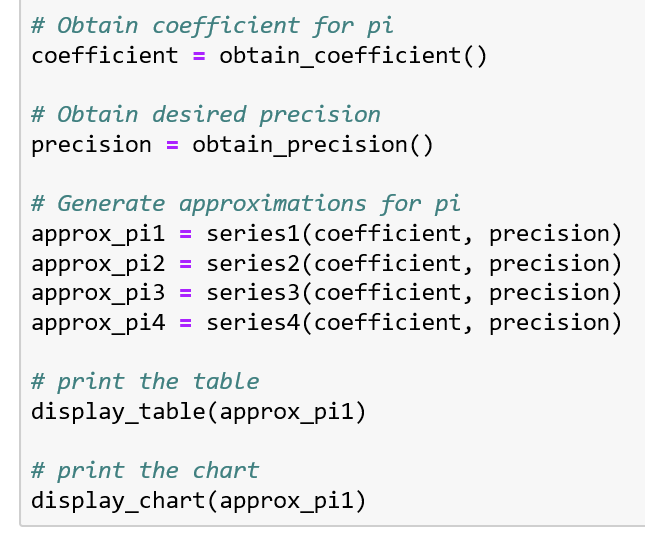 # Obtain coefficient for pi
coefficient = obtain_coefficient()
# Obtain desired precision
precision = obtain_precision()
# Generate approximations for pi
approx_pi1 = series1(coefficient, precision)
approx_pi2 = series2(coefficient, precision)
approx_pi3 = series3(coefficient, precision)
approx_pi4 = series4(coefficient, precision)
# print the table
display_table(approx_pi1)
# print the chart
display_chart(approx_pi1)